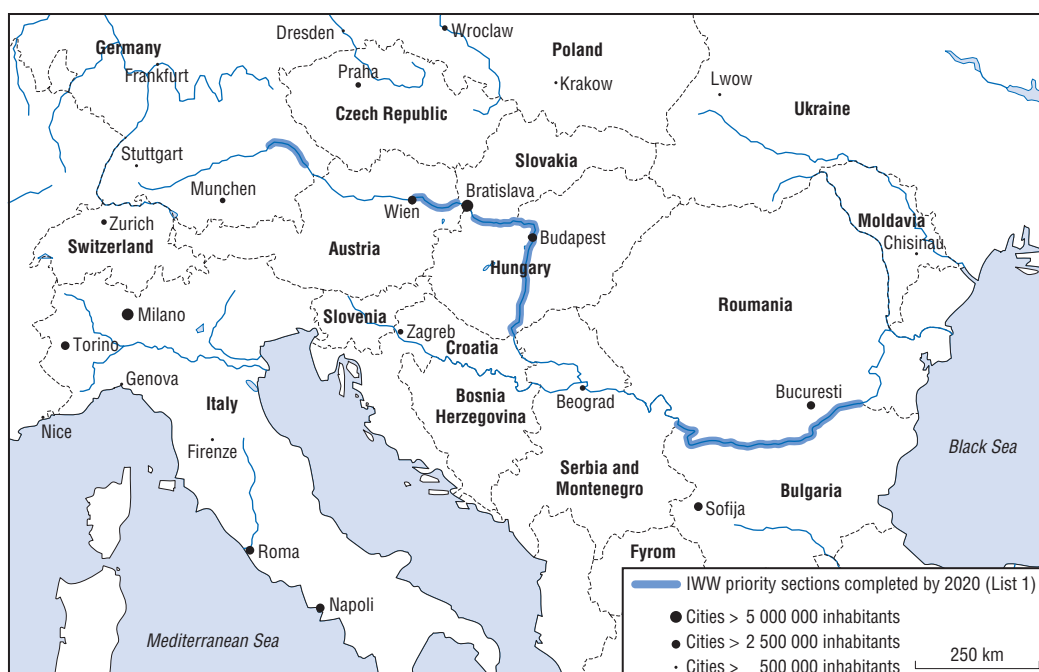 Germany
Frankfurt
Dresden
Wroclaw
Poland
Praha
Krakow
Lwow
Ukraine
Czech Republic
Stuttgart
Slovakia
Munchen
Wien
Bratislava
Zurich
Switzerland
Moldavia
Chisinau
Budapest
Austria
Hungary
Roumania
Milano
Slovenia
Zagreb
Torino
Croatia
Genova
Beograd
Bucuresti
Italy
Bosnia
Herzegovina
Nice
Firenze
Black Sea
Serbia and
Montenegro
Bulgaria
Sofija
Roma
Fyrom
Napoli
Mediterranean Sea
IWW priority sections completed by 2020 (List 1)
Cities > 5 000 000 inhabitants
Cities > 2 500 000 inhabitants
Cities > 500 000 inhabitants
250 km